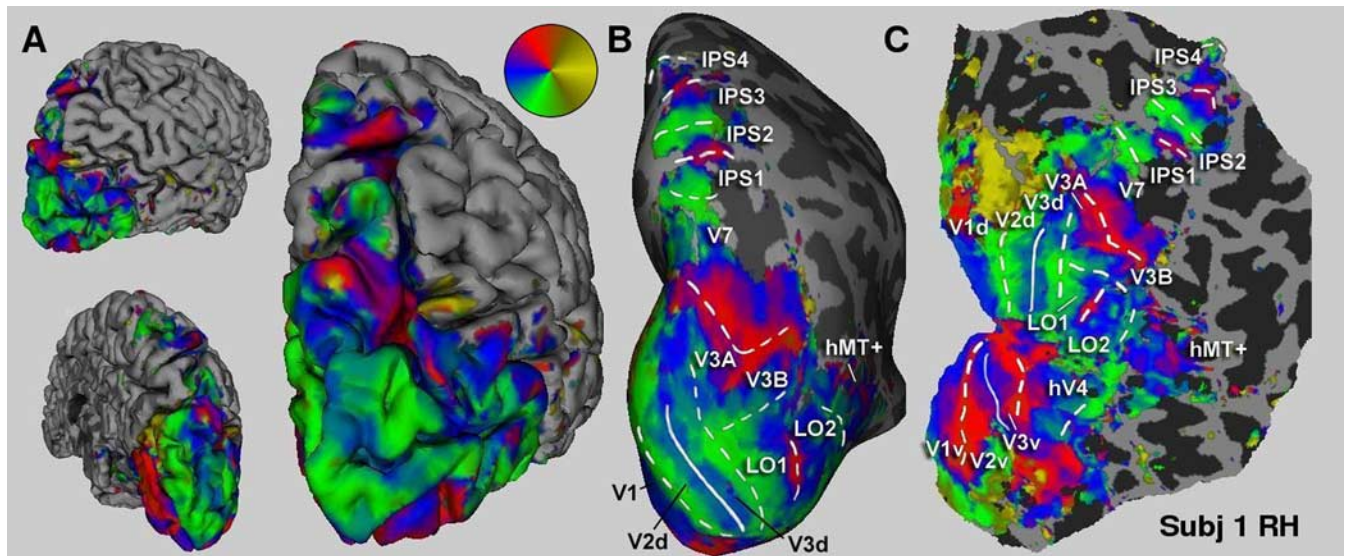 A
B
C
IPS4
IPS3
IPS2
IPS1
V7
V3A
V3B
hMT+
LO2
LO1
V1
V2d
V3d
IPS4
IPS3
IPS2
IPS1
V7
V3A
V3d
V2d
V1d
V3B
LO1
LO2
hMT+
hV4
V3v
V1v
V2v
Subj 1 RH